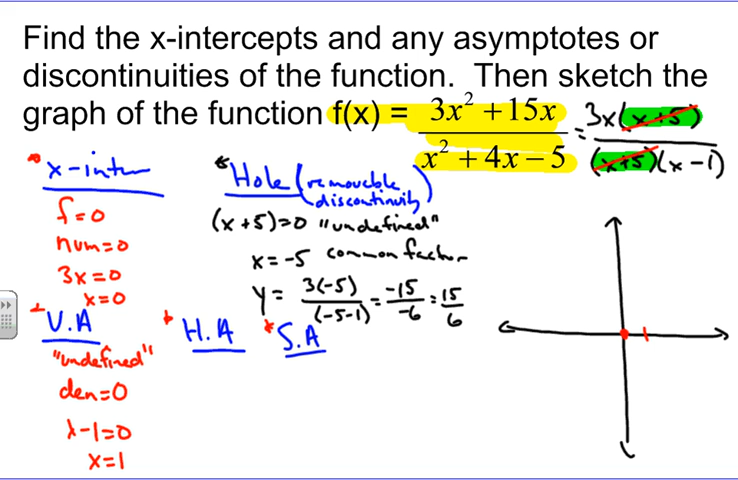 Find the x-intercepts and any asymptotes or
discontinuities of the function. Then sketch the
graph of the function f(x) = 3x² +15x / x² + 4x − 5 = 3x(x+5) / (x+5)(x−1)
* x-inter
f=0
num=0
3x=0
x=0
* Hole (removable
discontinuity)
(x+5)=0 "undefined"
x=-5 common factor
y = 3(-5) / (-5-1) = -15 / -6 = 15 / 6
* V.A
"undefined"
den=0
x-1=0
x=1
* H.A
* S.A